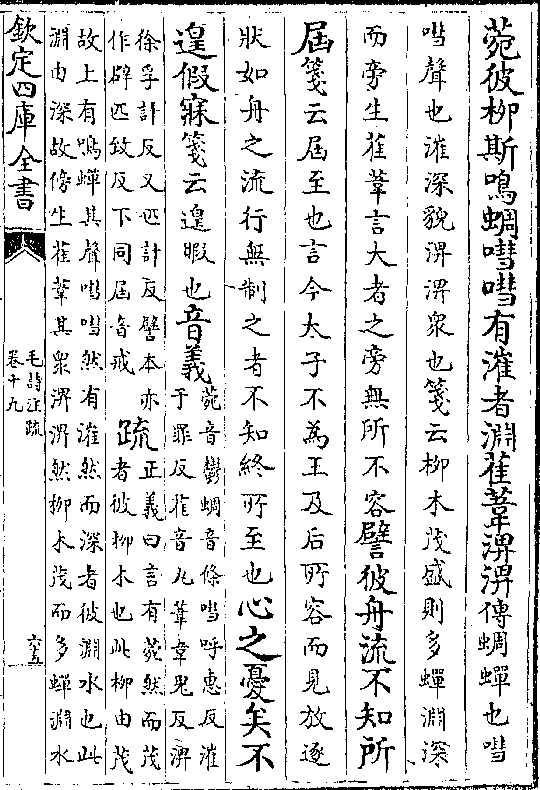 菀彼柳斯鳴蜩嘒嘒有漼者淵萑葦淠淠傳蜩蟬也嘒
嘒聲也漼深貌淠淠衆也箋云柳木茂盛則多蟬淵深
而旁生萑葦言大者之旁無所不容譬彼舟流不知所
屆箋云屆至也言今太子不為王及后所容而見放逐
狀如舟之流行無制之者不知終所至也心之憂矣不
遑假寐箋云遑暇也音義菀音鬱蜩音條嘒呼惠反漼
于罪反萑音九葦韋鬼反淠
徐孚計反又匹計反譬本亦
作辟匹致反下同屆音戒疏正義曰言有菀然而茂
者彼柳木也此柳由茂
故上有鳴蟬其聲嘒嘒然有漼然而深者彼淵水也此
淵由深故傍生萑葦其衆淠淠然柳木茂而多蟬淵水
欽定四庫全書
毛詩注疏
卷十九
六五